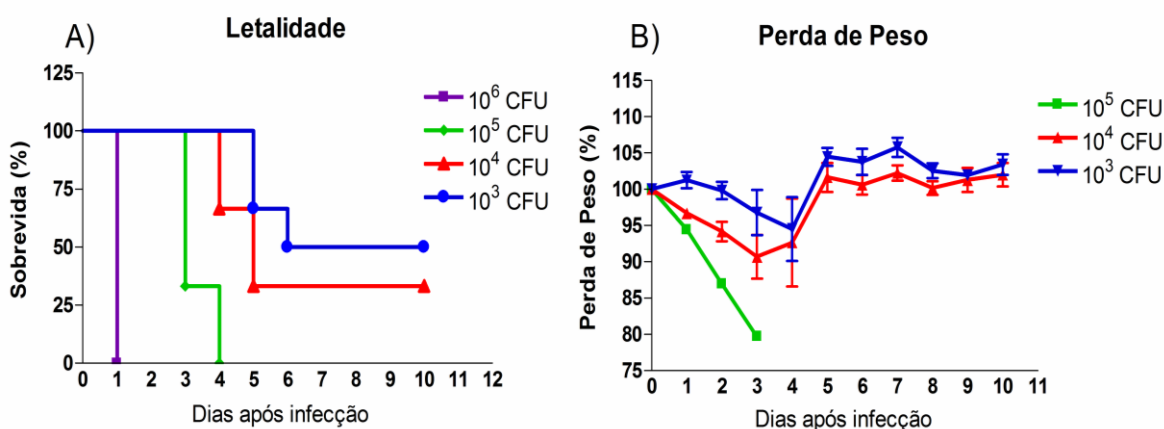 A)
Letalidade
Sobrevida (%)
125
100
75
50
25
0
0 1 2 3 4 5 6 7 8 9 10 11 12
Dias após infecção
10⁶ CFU
10⁵ CFU
10⁴ CFU
10³ CFU
B)
Perda de Peso
Perda de Peso (%)
115
110
105
100
95
90
85
80
75
0 1 2 3 4 5 6 7 8 9 10 11
Dias após infecção
10⁵ CFU
10⁴ CFU
10³ CFU